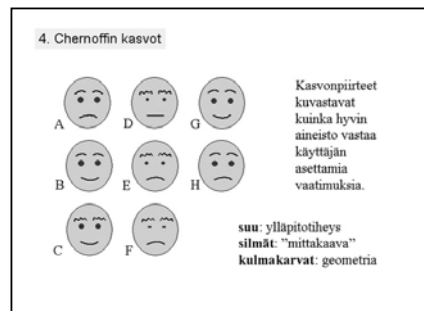 4. Chernoffin kasvot
A D G
B E H
C F
Kasvonpiirteet
kuvastavat
kuinka hyvin
aineisto vastaa
käyttäjän
asettamia
vaatimuksia.
suu: ylläpitotiheys
silmät: "mittakaava"
kulmakarvat: geometria